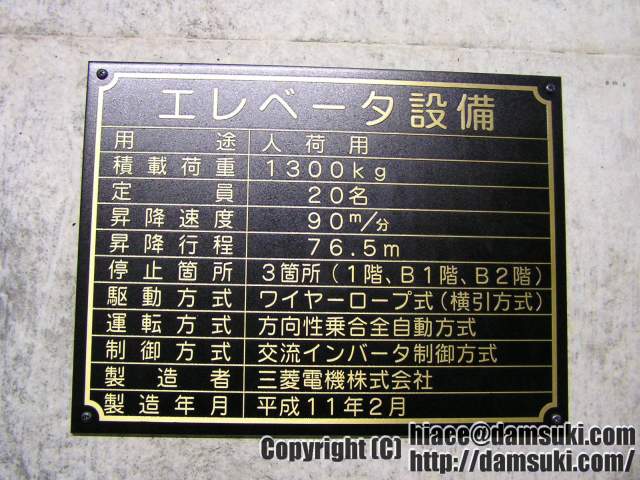 エレベータ設備
用途 人荷用
積載荷重 1300kg
定員 20名
昇降速度 90m/分
昇降行程 76.5m
停止箇所 3箇所(1階、B1階、B2階)
駆動方式 ワイヤーロープ式(横引方式)
運転方式 方向性乗合全自動方式
制御方式 交流インバータ制御方式
製造者 三菱電機株式会社
製造年月 平成11年2月
Copyright (C) hiace@damsuki.com
http://damsuki.com/